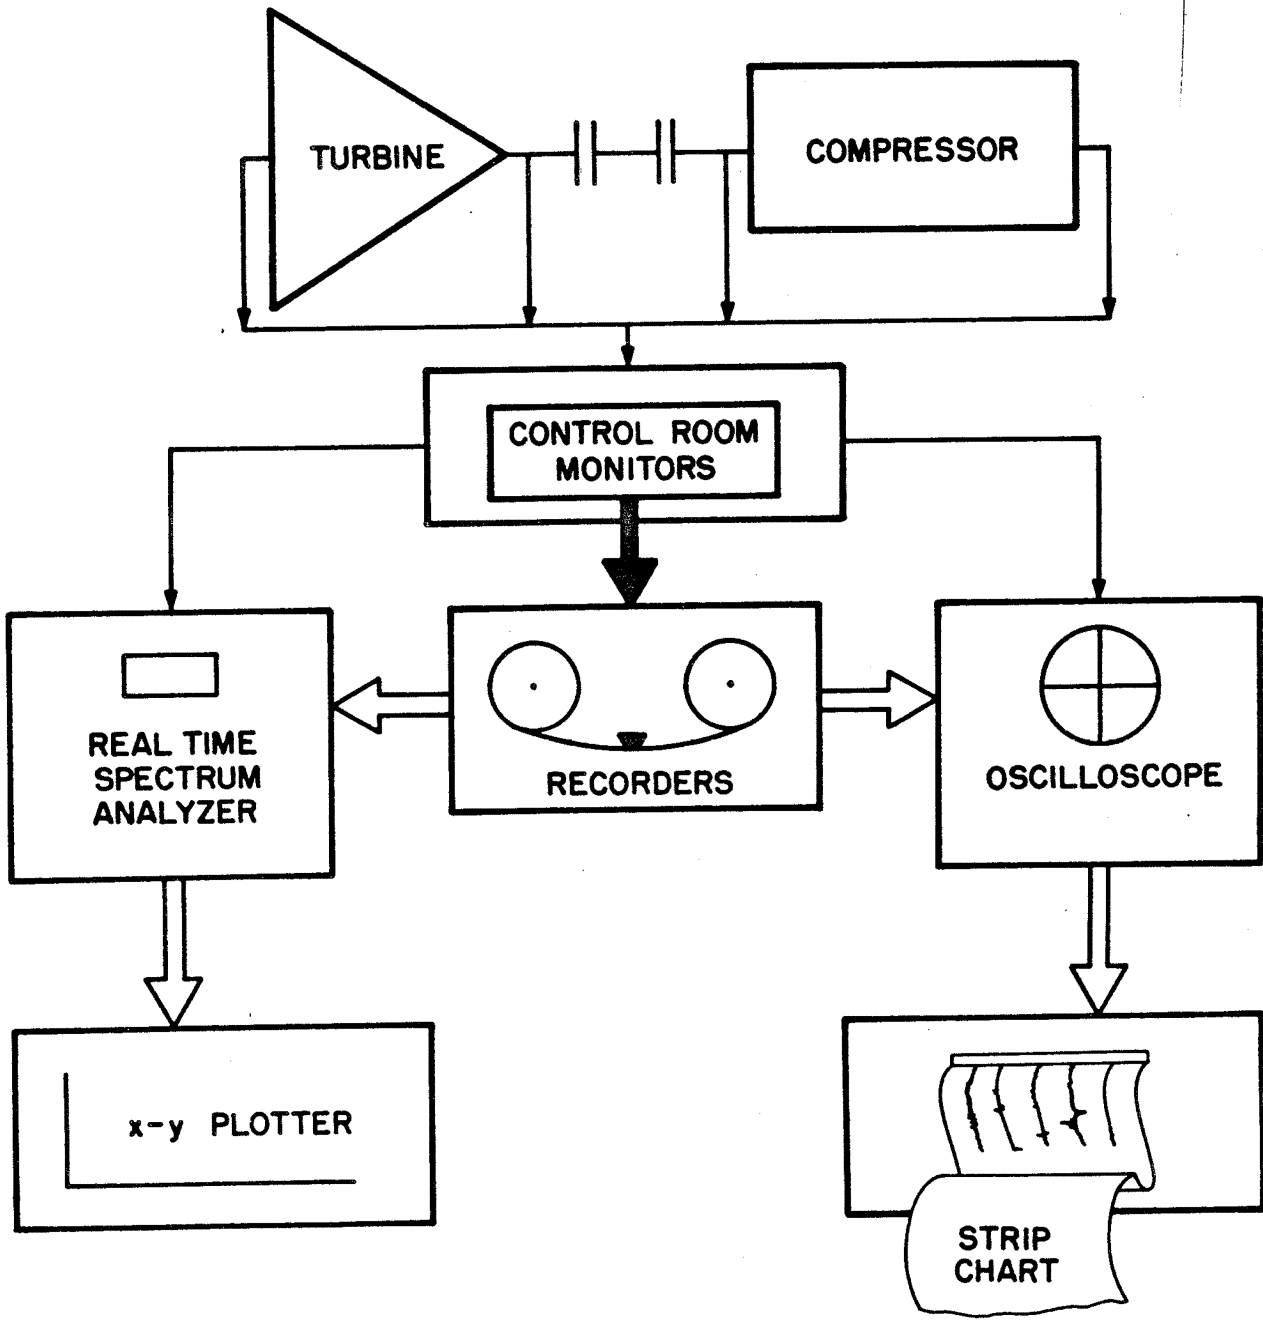 TURBINE
COMPRESSOR
CONTROL ROOM
MONITORS
REAL TIME
SPECTRUM
ANALYZER
RECORDERS
OSCILLOSCOPE
x-y PLOTTER
STRIP
CHART